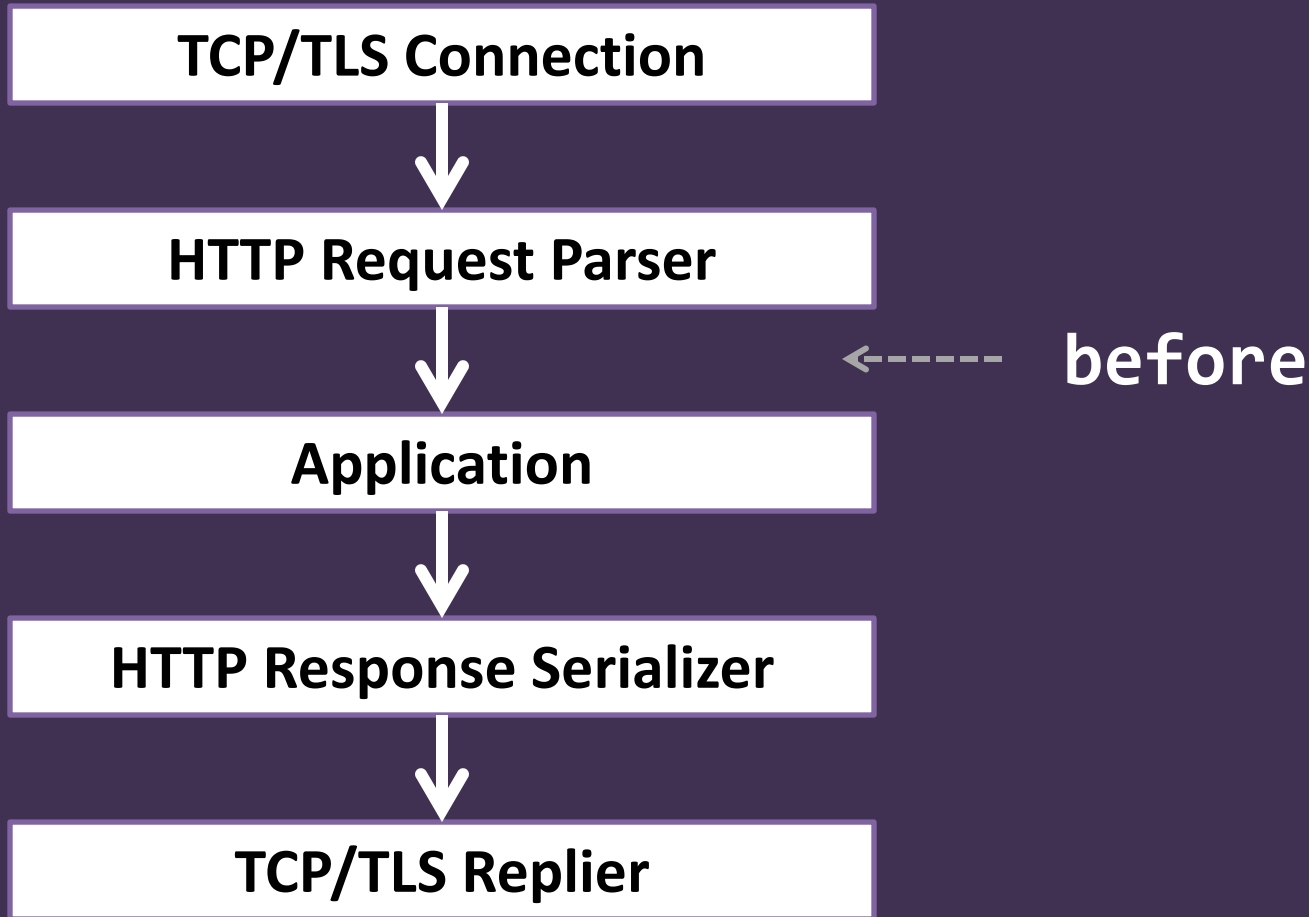 TCP/TLS Connection
HTTP Request Parser
before
Application
HTTP Response Serializer
TCP/TLS Replier